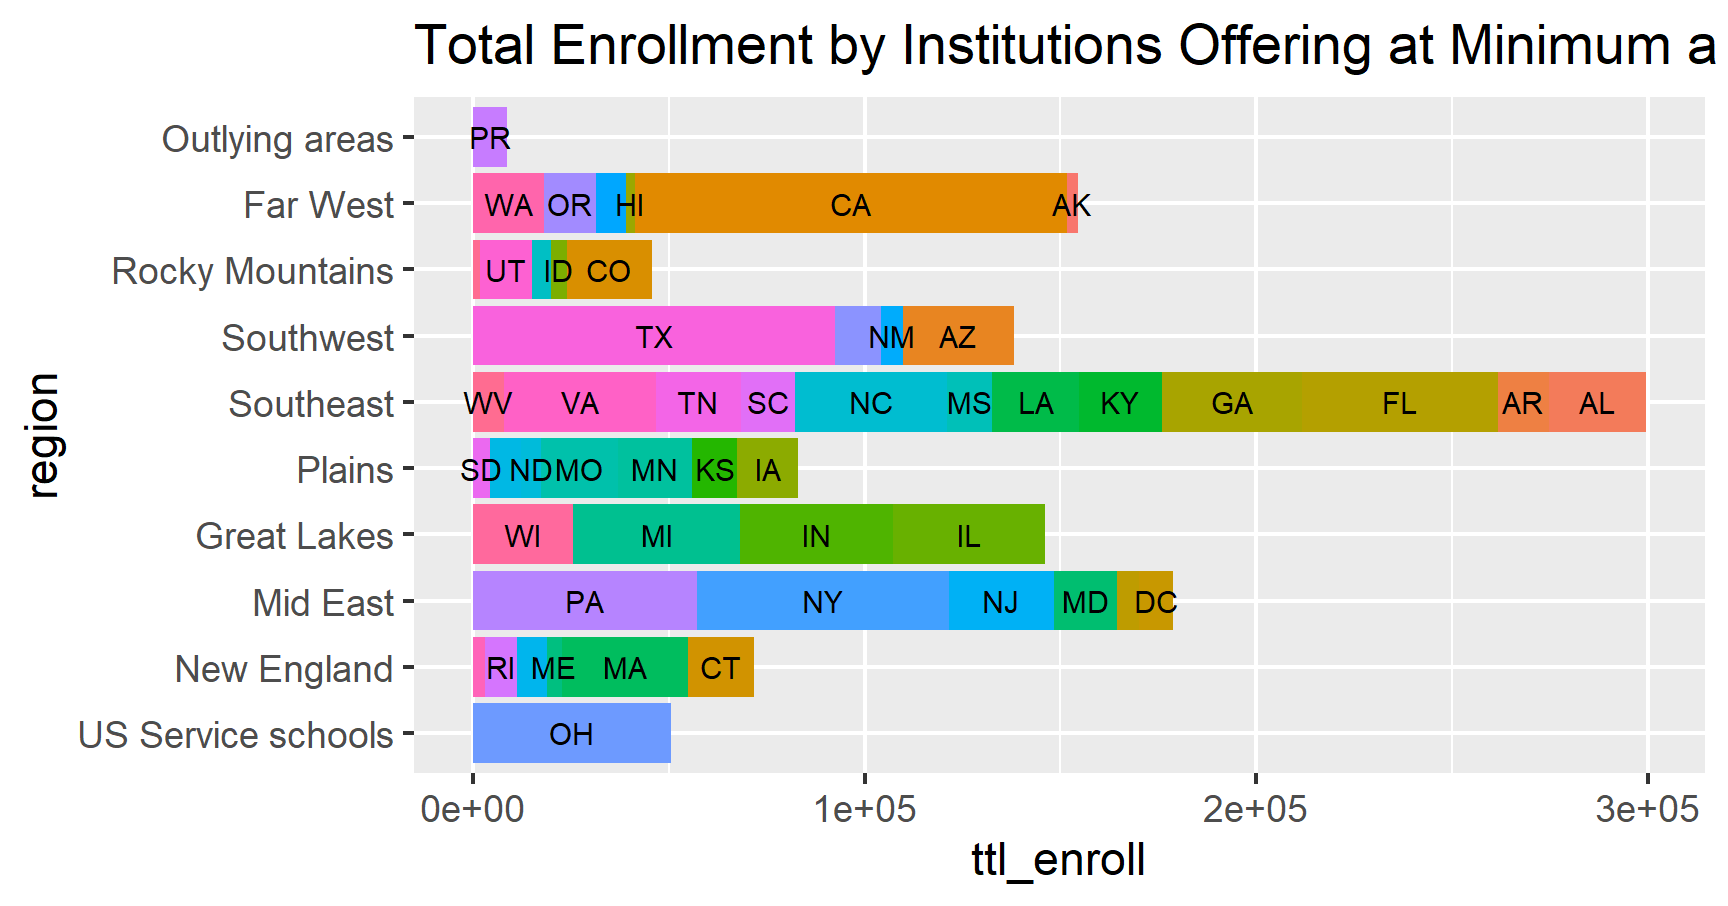 Total Enrollment by Institutions Offering at Minimum a
Outlying areas
PR
Far West
WA OR HI CA AK
Rocky Mountains
UT ID CO
Southwest
TX NM AZ
Southeast
WV VA TN SC NC MS LA KY GA FL AR AL
Plains
SD ND MO MN KS IA
Great Lakes
WI MI IN IL
Mid East
PA NY NJ MD DC
New England
RI ME MA CT
US Service schools
OH
region
0e+00 1e+05 2e+05 3e+05
ttl_enroll